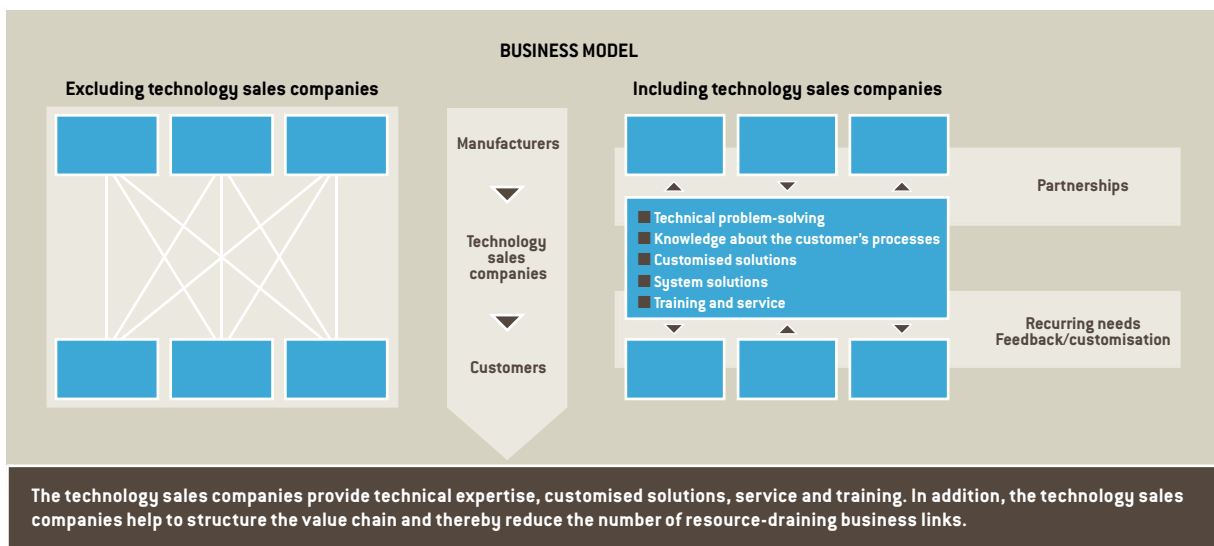 BUSINESS MODEL
Excluding technology sales companies
Manufacturers
Technology
sales
companies
Customers
Including technology sales companies
Technical problem-solving
Knowledge about the customer's processes
Customised solutions
System solutions
Training and service
Partnerships
Recurring needs
Feedback/customisation
The technology sales companies provide technical expertise, customised solutions, service and training. In addition, the technology sales
companies help to structure the value chain and thereby reduce the number of resource-draining business links.